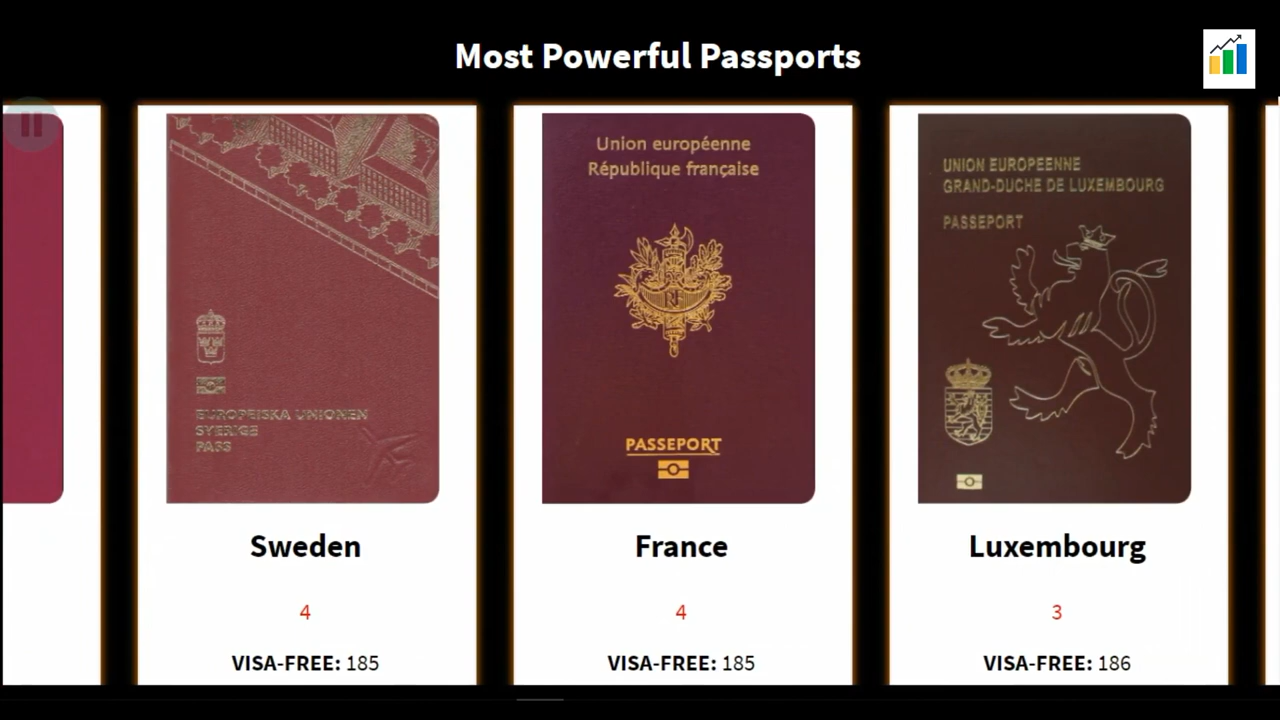 Most Powerful Passports
EUROPEISKA UNIONEN
SVERIGE
PASS
Sweden
4
VISA-FREE: 185
Union européenne
République française
RF
PASSEPORT
France
4
VISA-FREE: 185
UNION EUROPEENNE
GRAND-DUCHE DE LUXEMBOURG
PASSEPORT
Luxembourg
3
VISA-FREE: 186